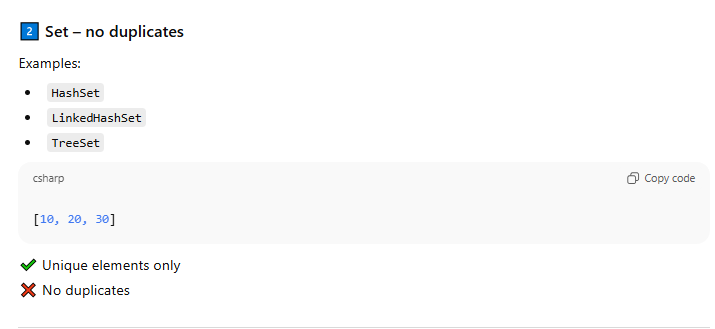 2 Set – no duplicates
Examples:
HashSet
LinkedHashSet
TreeSet
csharp Copy code
[10, 20, 30]
✔ Unique elements only
❌ No duplicates